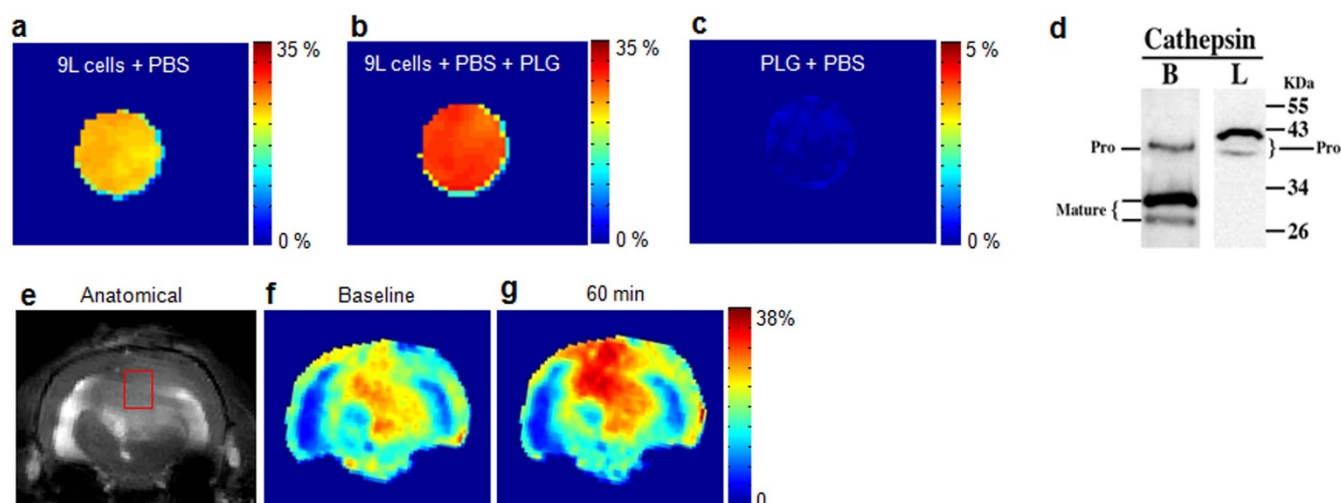 a
9L cells + PBS
35 %
0 %
b
9L cells + PBS + PLG
35 %
0 %
c
PLG + PBS
5 %
0 %
d
Cathepsin
B L KDa
55
43
Pro Pro
34
Mature {
26
e Anatomical
f Baseline
g 60 min
38%
0